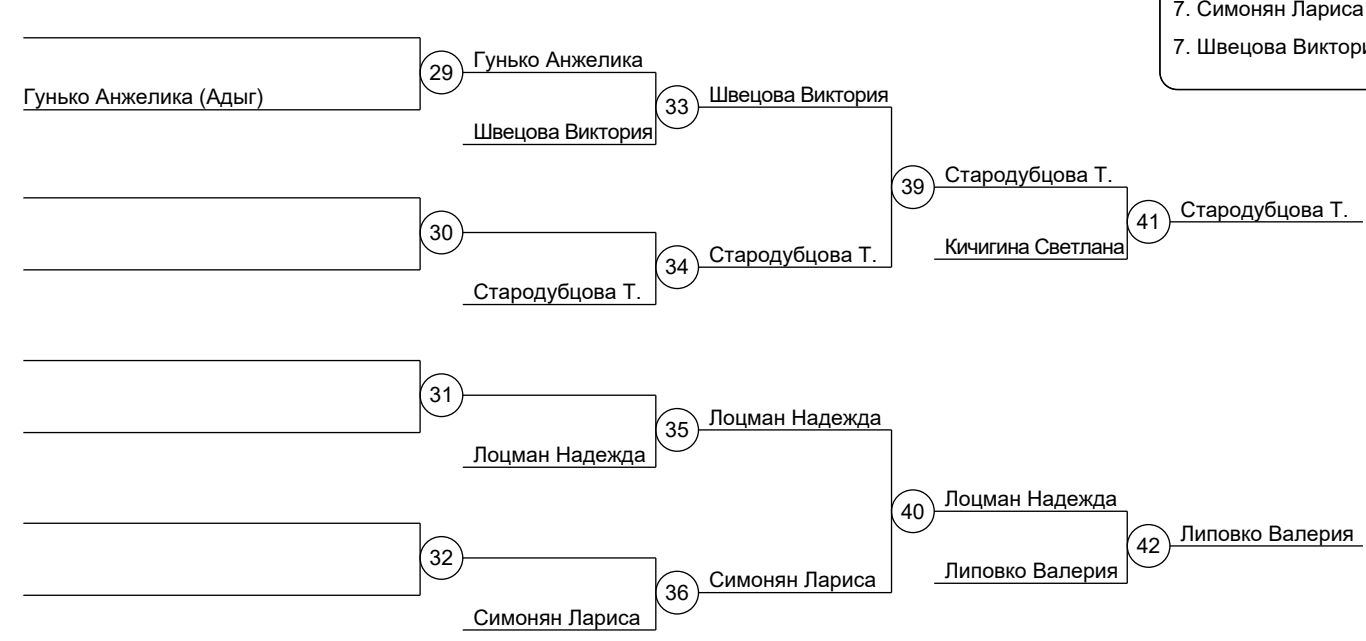 7. Симонян Лариса
7. Швецова Виктори
29
Гунько Анжелика
Гунько Анжелика (Адыг)
33
Швецова Виктория
Швецова Виктория
39
Стародубцова Т.
30
41
Стародубцова Т.
34
Стародубцова Т.
Кичигина Светлана
Стародубцова Т.
31
35
Лоцман Надежда
Лоцман Надежда
40
Лоцман Надежда
32
42
Липовко Валерия
36
Симонян Лариса
Липовко Валерия
Симонян Лариса